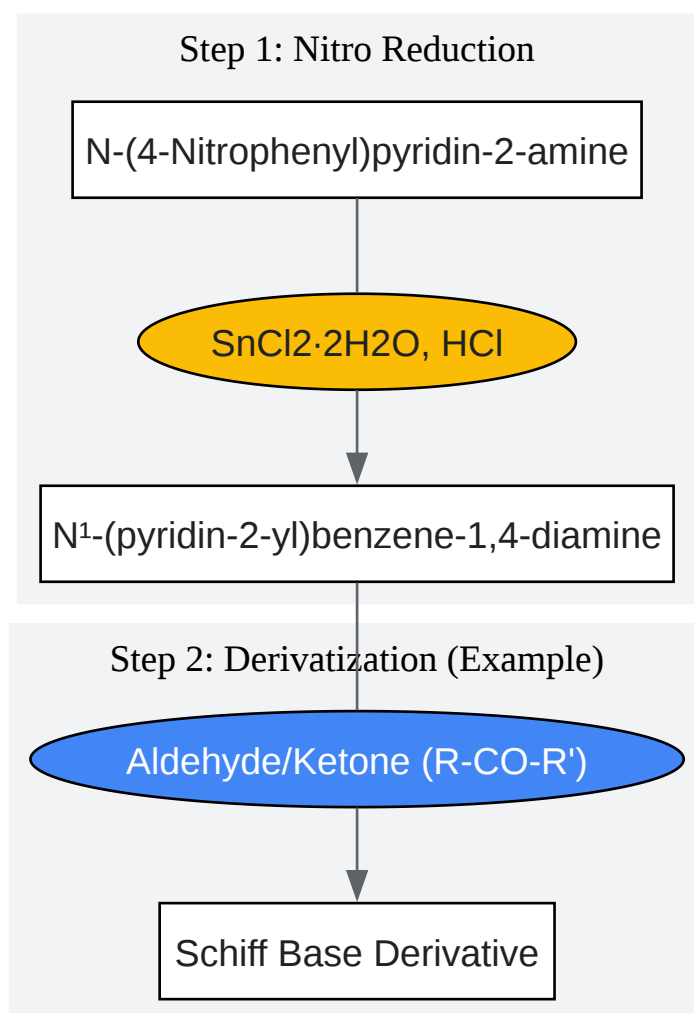 Step 1: Nitro Reduction
N-(4-Nitrophenyl)pyridin-2-amine
SnCl2·2H2O, HCl
N¹-(pyridin-2-yl)benzene-1,4-diamine
Step 2: Derivatization (Example)
Aldehyde/Ketone (R-CO-R')
Schiff Base Derivative